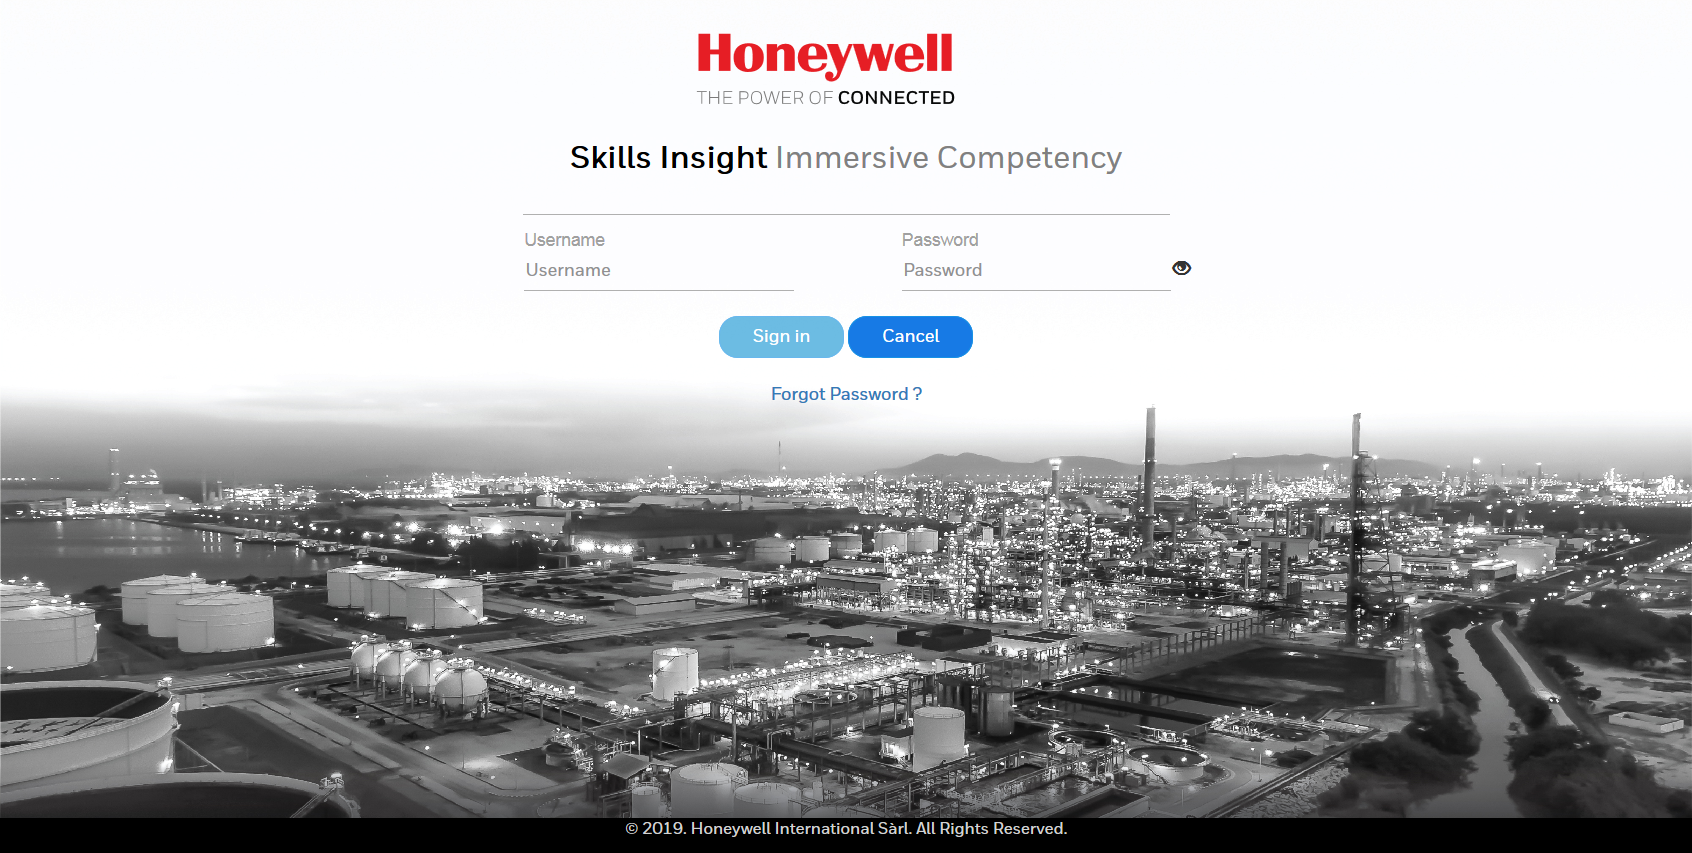 Honeywell
THE POWER OF CONNECTED
Skills Insight Immersive Competency
Username
Password
Username
Password
Sign in
Cancel
Forgot Password ?
© 2019. Honeywell International Sàrl. All Rights Reserved.